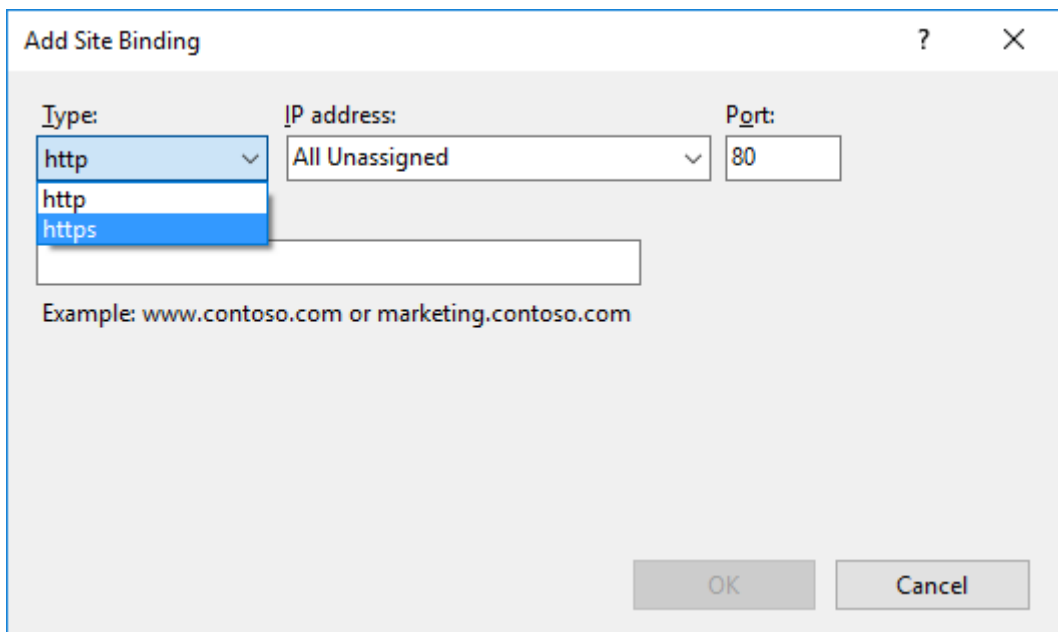 Add Site Binding ?
Type: IP address: Port:
http All Unassigned 80
http
https
Example: www.contoso.com or marketing.contoso.com
OK Cancel